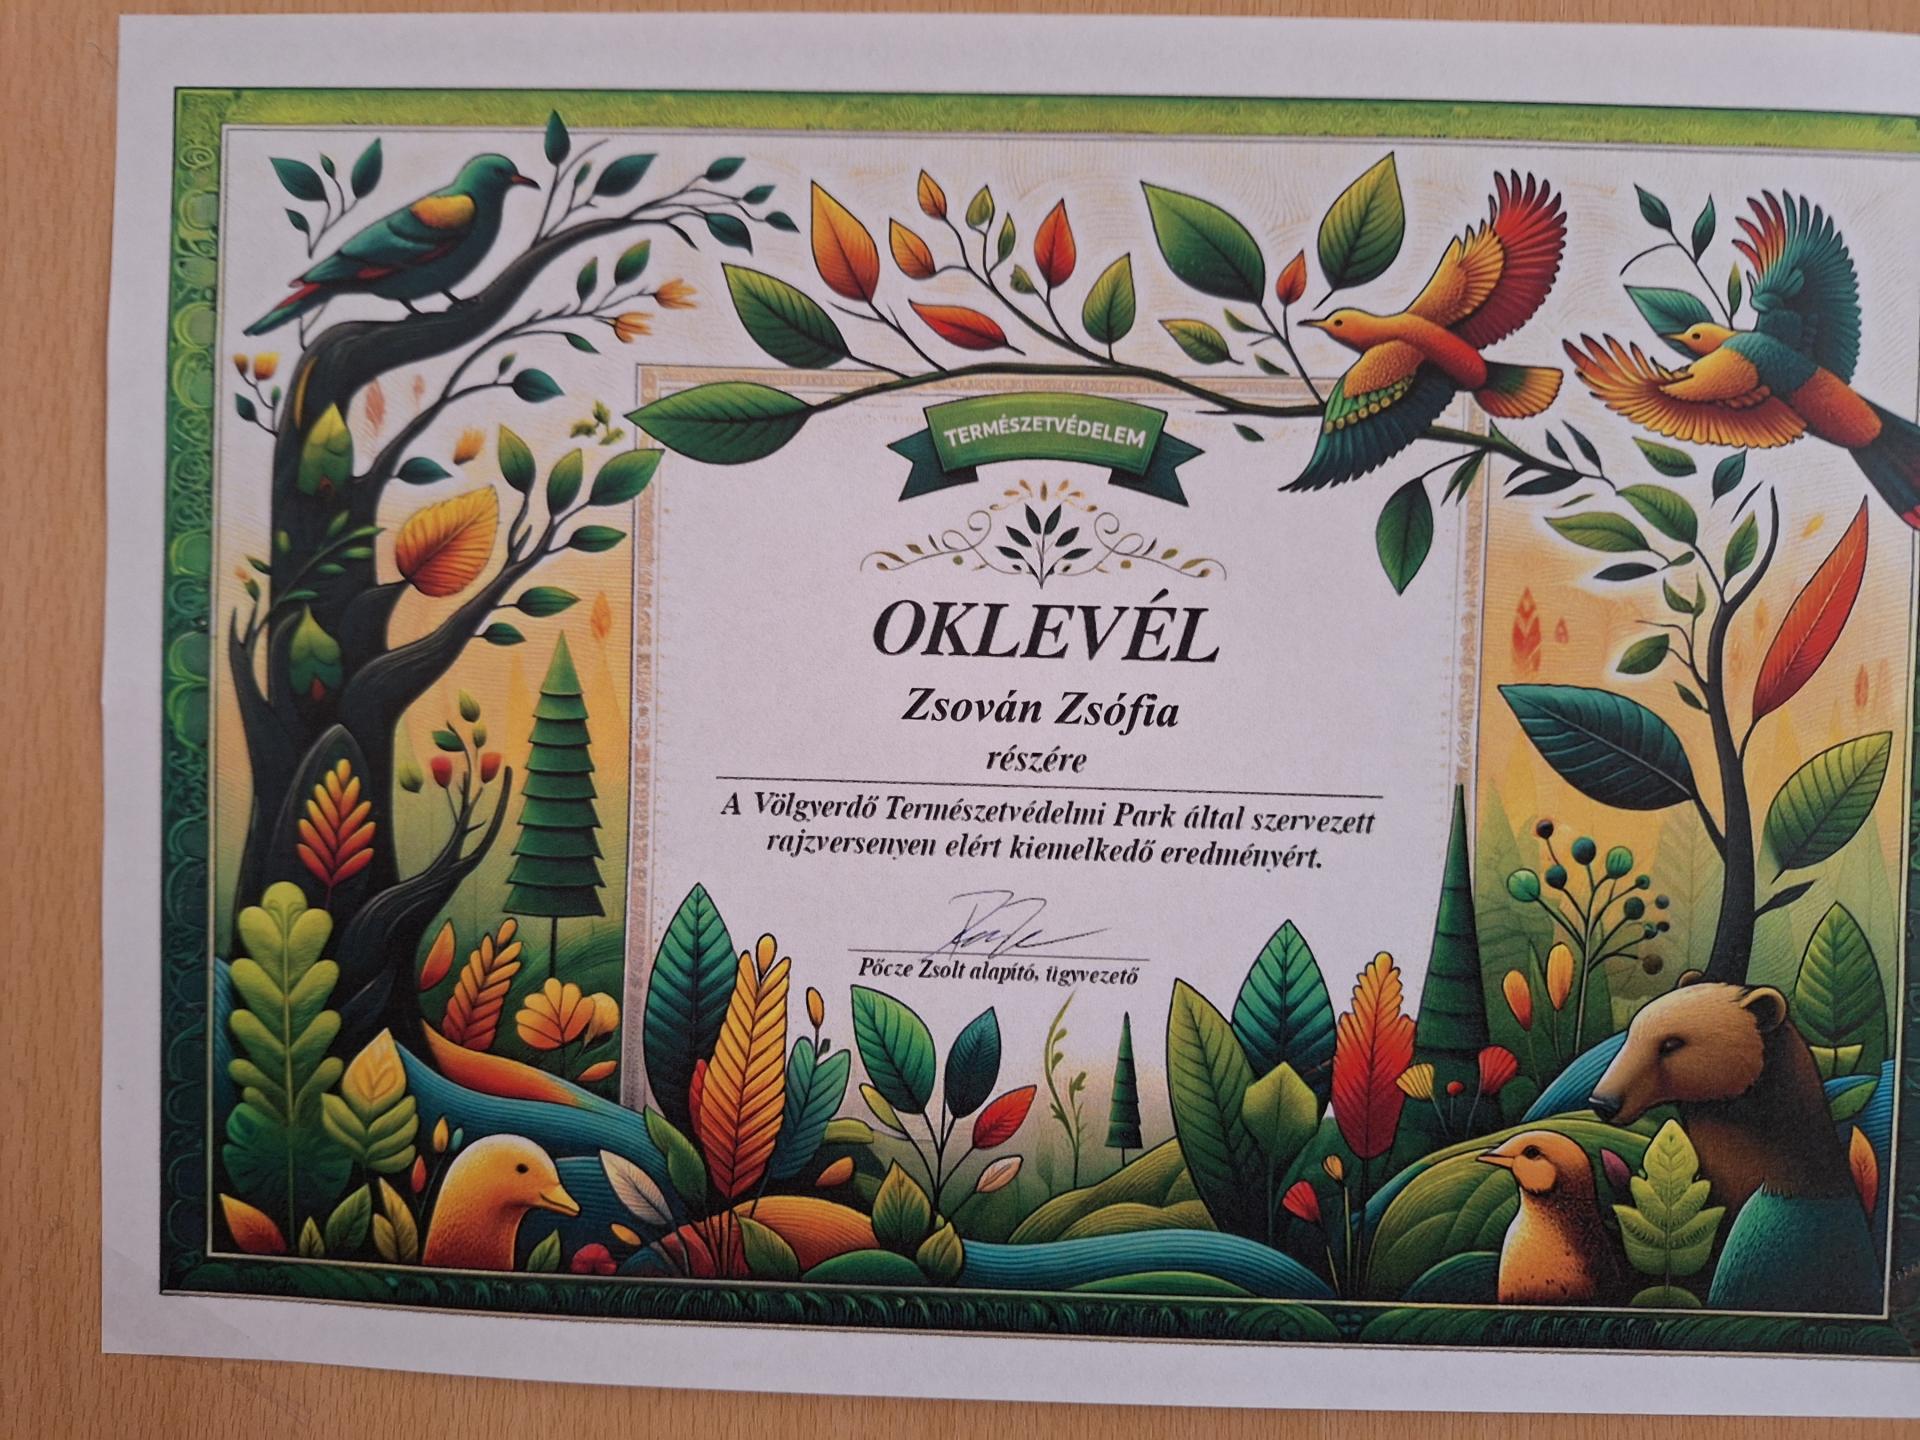 TERMÉSZETVÉDELEM
OKLEVÉL
Zsován Zsófia
részére
A Völgyerdő Természetvédelmi Park által szervezett
rajzversenyen elért kiemelkedő eredményért.
Pőcze Zsolt alapító, ügyvezető